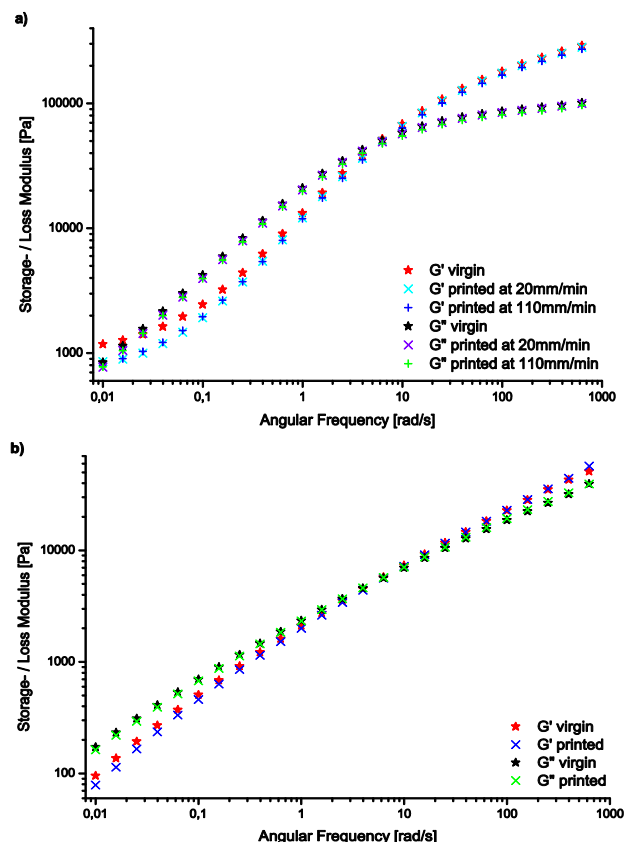 a)
Storage- / Loss Modulus [Pa]
100000
10000
1000
G' virgin
G' printed at 20mm/min
G' printed at 110mm/min
G" virgin
G" printed at 20mm/min
G" printed at 110mm/min
0,01 0,1 1 10 100 1000
Angular Frequency [rad/s]
b)
Storage- / Loss Modulus [Pa]
10000
1000
100
G' virgin
G' printed
G" virgin
G" printed
0,01 0,1 1 10 100 1000
Angular Frequency [rad/s]